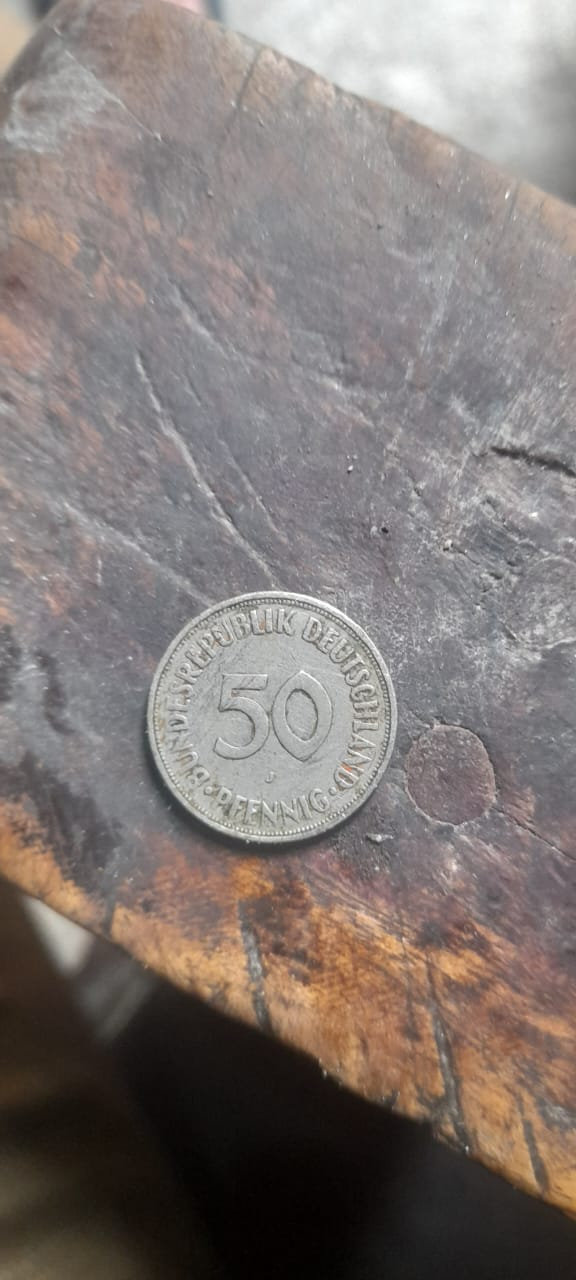 BUNDESREPUBLIK DEUTSCHLAND
50
J
·PFENNIG·